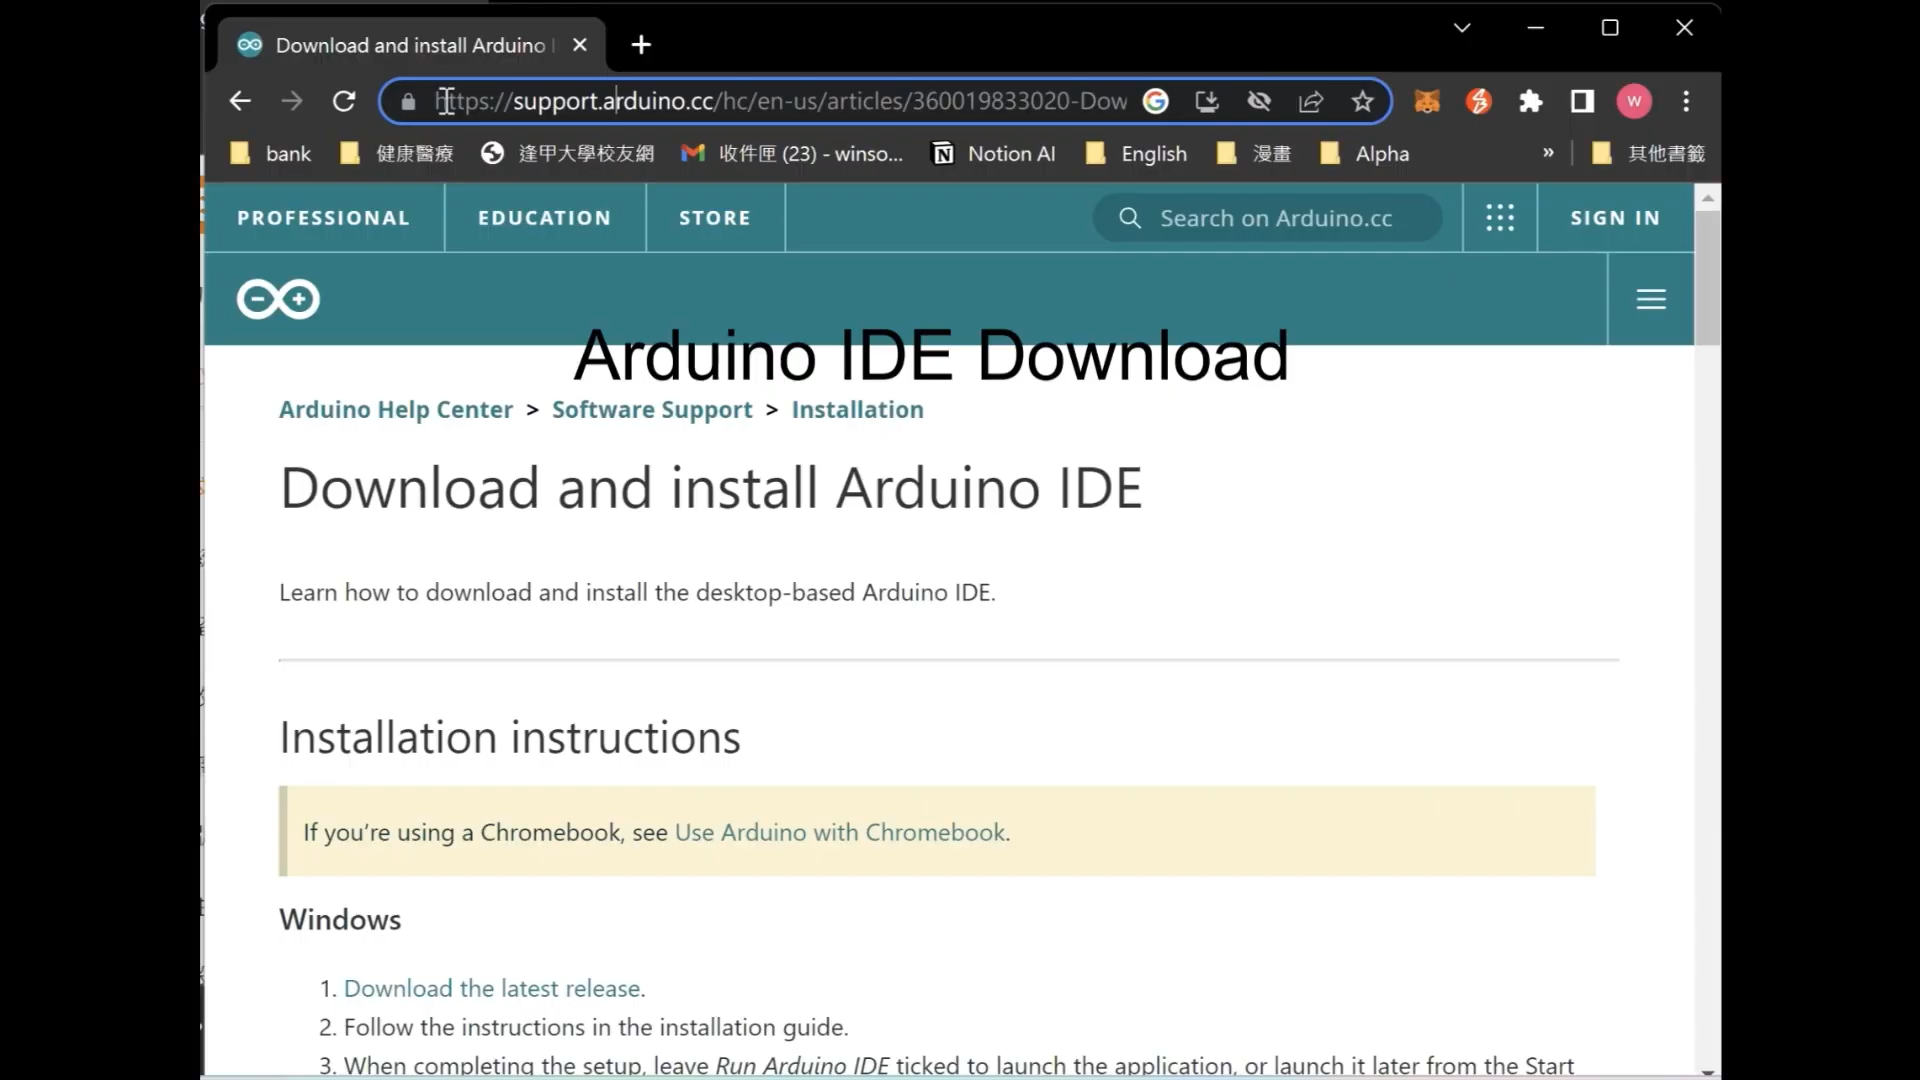 Download and install Arduino
https://support.arduino.cc/hc/en-us/articles/360019833020-Dow
W
bank
健康醫療
逢甲大學校友網
收件匣 (23) - winso...
Notion AI
English
漫畫
Alpha
»
其他書籤
PROFESSIONAL
EDUCATION
STORE
Search on Arduino.cc
SIGN IN
Arduino IDE Download
Arduino Help Center > Software Support > Installation
Download and install Arduino IDE
Learn how to download and install the desktop-based Arduino IDE.
Installation instructions
If you’re using a Chromebook, see Use Arduino with Chromebook.
Windows
1. Download the latest release.
2. Follow the instructions in the installation guide.
3. When completing the setup, leave Run Arduino IDE ticked to launch the application, or launch it later from the Start